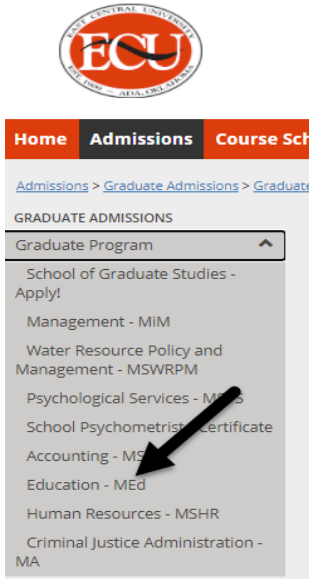 EAST CENTRAL UNIVERSITY
ECU
EST. 1909 - ADA, OKLAHOMA
Home Admissions Course Sch
Admissions > Graduate Admissions > Graduate
GRADUATE ADMISSIONS
Graduate Program
School of Graduate Studies -
Apply!
Management - MiM
Water Resource Policy and
Management - MSWRPM
Psychological Services -
School Psychometrist Certificate
Accounting -
Education - MEd
Human Resources - MSHR
Criminal Justice Administration -
MA